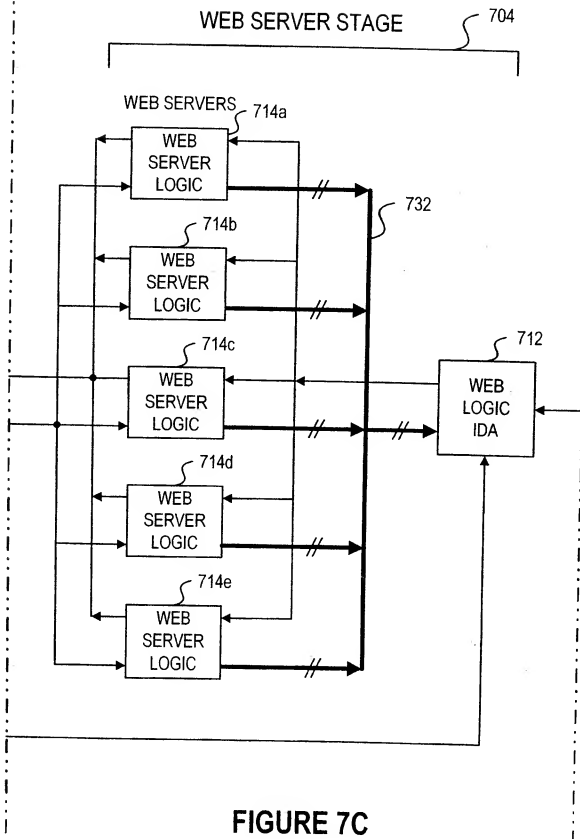 WEB SERVER STAGE
704
WEB SERVERS
714a
WEB
SERVER
LOGIC
732
714b
WEB
SERVER
LOGIC
714c
WEB
SERVER
LOGIC
712
WEB
LOGIC
IDA
714d
WEB
SERVER
LOGIC
714e
WEB
SERVER
LOGIC
FIGURE 7C